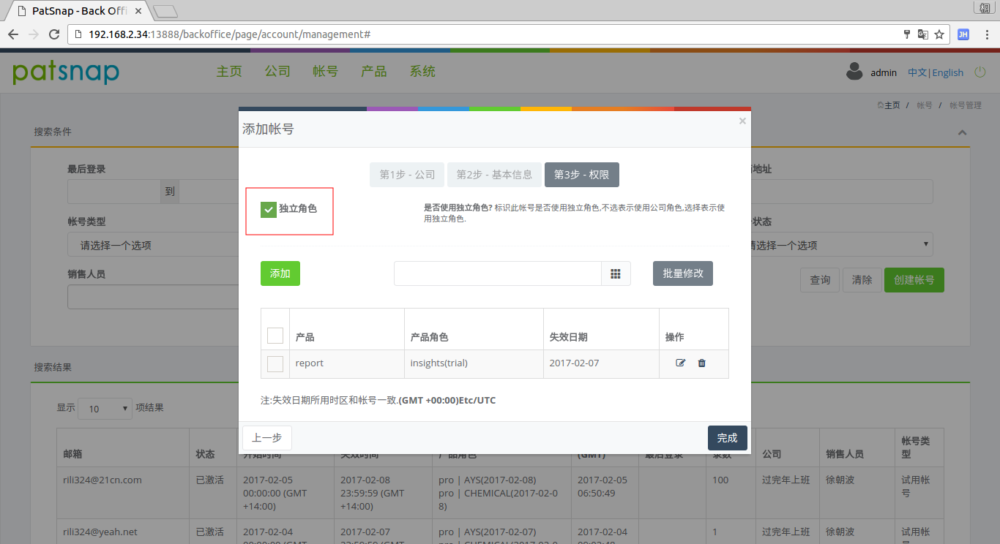 PatSnap - Back Offi
192.168.2.34:13888/backoffice/page/account/management#
JH
patsnap
主页 公司 帐号 产品 系统
admin 中文|English
主页 / 帐号 / 帐号管理
搜索条件
添加帐号
×
第1步 - 公司 第2步 - 基本信息 第3步 - 权限
最后登录
地址
到
独立角色
是否使用独立角色? 标识此帐号是否使用独立角色,不选表示使用公司角色,选择表示使
用独立角色.
帐号类型
状态
请选择一个选项
请选择一个选项
销售人员
添加
批量修改
查询 清除 创建帐号
产品 产品角色 失效日期 操作
report insights(trial) 2017-02-07
注:失效日期所用时区和帐号一致.(GMT +00:00)Etc/UTC
搜索结果
显示 10 项结果
上一步 完成
邮箱 状态 开始时间 失效时间 产品角色 (GMT) 最后登录 录数 公司 销售人员 帐号类
型
rili324@21cn.com 已激活 2017-02-05 2017-02-08 pro | AYS(2017-02-08) 2017-02-05 100 过完年上班 徐朝波 试用帐
00:00:00 (GMT 23:59:59 (GMT pro | CHEMICAL(2017-02-0 06:50:49 号
+14:00) +14:00) 8)
rili324@yeah.net 已激活 2017-02-04 2017-02-07 pro | AYS(2017-02-07) 2017-02-04 1 过完年上班 徐朝波 试用帐